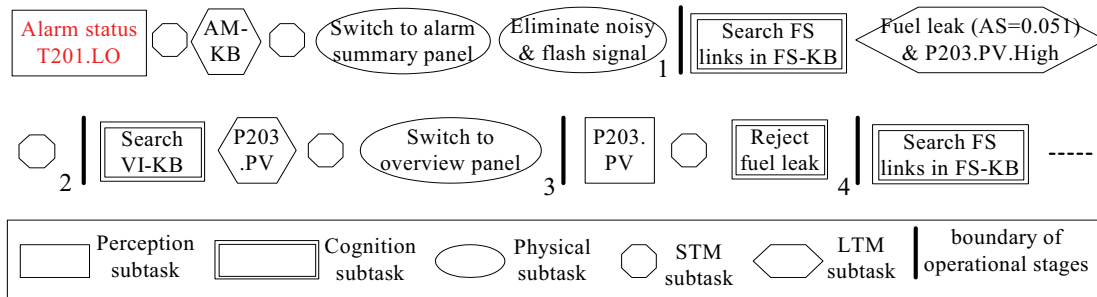 Alarm status
T201.LO
AM-
KB
Switch to alarm
summary panel
Eliminate noisy
& flash signal
1
Search FS
links in FS-KB
Fuel leak (AS=0.051)
& P203.PV.High
2
Search
VI-KB
P203
.PV
Switch to
overview panel
3
P203.
PV
Reject
fuel leak
4
Search FS
links in FS-KB
Perception
subtask
Cognition
subtask
Physical
subtask
STM
subtask
LTM
subtask
boundary of
operational stages